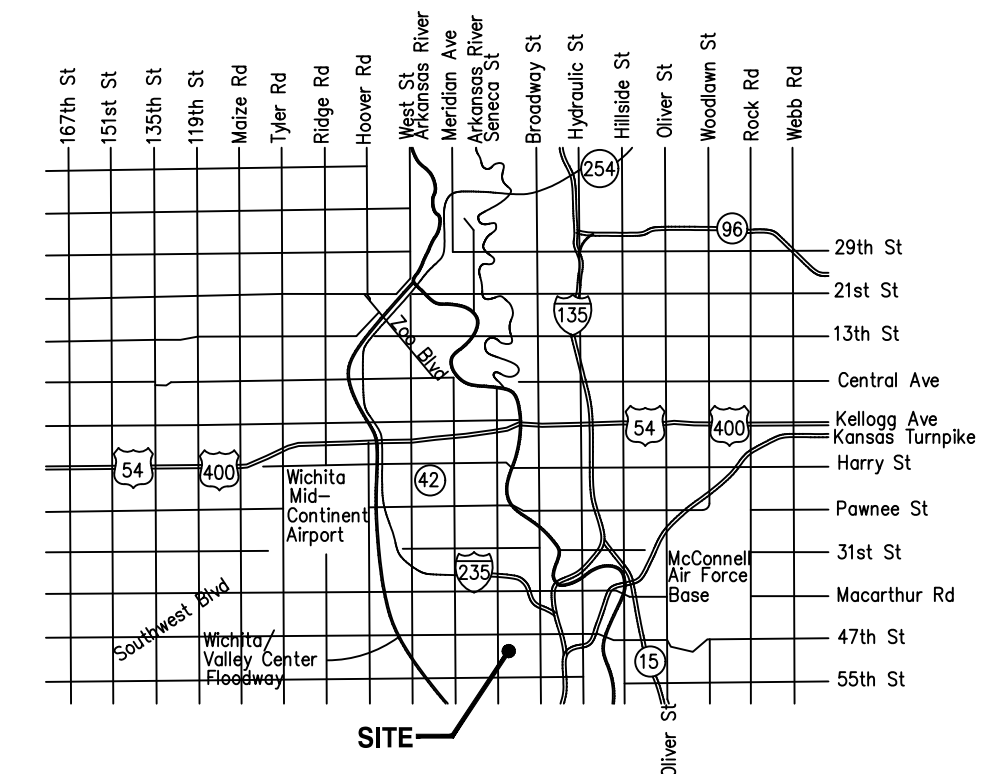 167th St
151st St
135th St
119th St
Maize Rd
Tyler Rd
Ridge Rd
Hoover Rd
West St
Arkansas River
Meridian Ave
Arkansas River
Seneca St
Broadway St
Hydraulic St
Hillside St
Oliver St
Woodlawn St
Rock Rd
Webb Rd
254
96
29th St
21st St
135
13th St
Zoo Blvd
Central Ave
54
400
Kellogg Ave
Kansas Turnpike
54
400
Harry St
Wichita
Mid-
Continent
Airport
42
Pawnee St
31st St
McConnell
Air Force
Base
235
Macarthur Rd
Southwest Blvd
Wichita/
Valley Center
Floodway
47th St
15
55th St
SITE
Oliver St